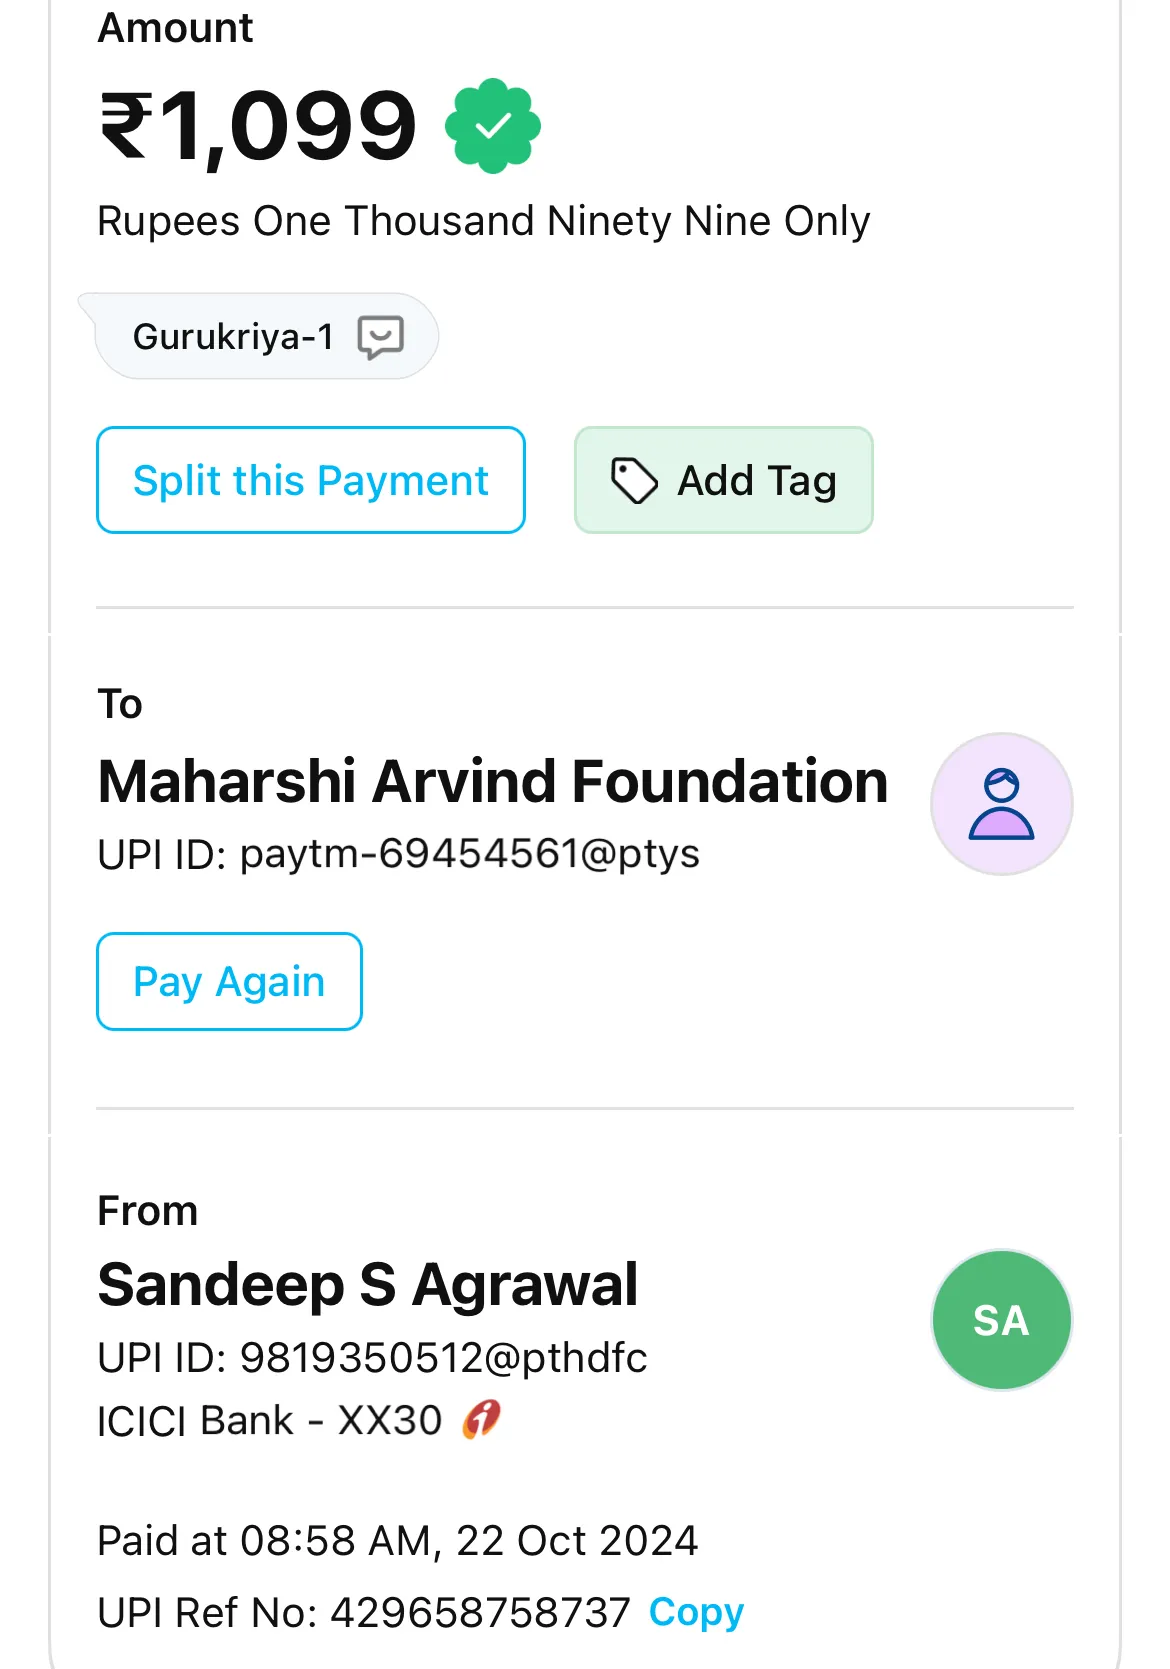 Amount
₹1,099
Rupees One Thousand Ninety Nine Only
Gurukriya-1
Split this Payment
Add Tag
To
Maharshi Arvind Foundation
UPI ID: paytm-69454561@ptys
Pay Again
From
Sandeep S Agrawal
SA
UPI ID: 9819350512@pthdfc
ICICI Bank - XX30
Paid at 08:58 AM, 22 Oct 2024
UPI Ref No: 429658758737 Copy